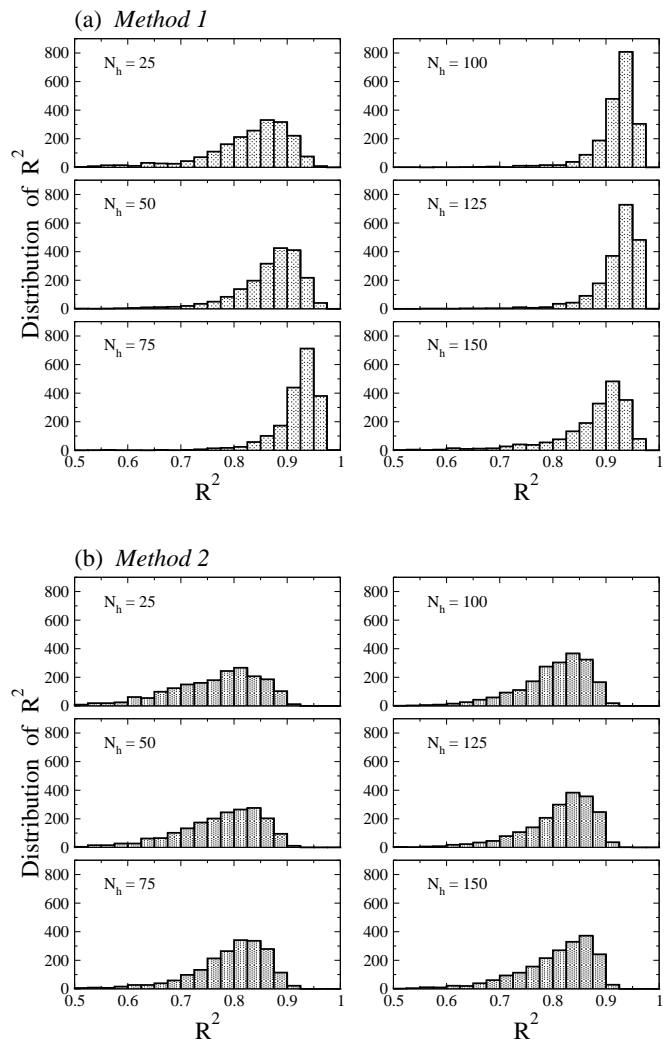 (a) Method 1
Distribution of R^2
N_h = 25
N_h = 100
800
600
400
200
0
800
600
400
200
0
N_h = 50
N_h = 125
800
600
400
200
0
800
600
400
200
0
N_h = 75
N_h = 150
800
600
400
200
0
800
600
400
200
0
0.5 0.6 0.7 0.8 0.9 1
0.5 0.6 0.7 0.8 0.9 1
R^2
R^2
(b) Method 2
Distribution of R^2
N_h = 25
N_h = 100
800
600
400
200
0
800
600
400
200
0
N_h = 50
N_h = 125
800
600
400
200
0
800
600
400
200
0
N_h = 75
N_h = 150
800
600
400
200
0
800
600
400
200
0
0.5 0.6 0.7 0.8 0.9 1
0.5 0.6 0.7 0.8 0.9 1
R^2
R^2